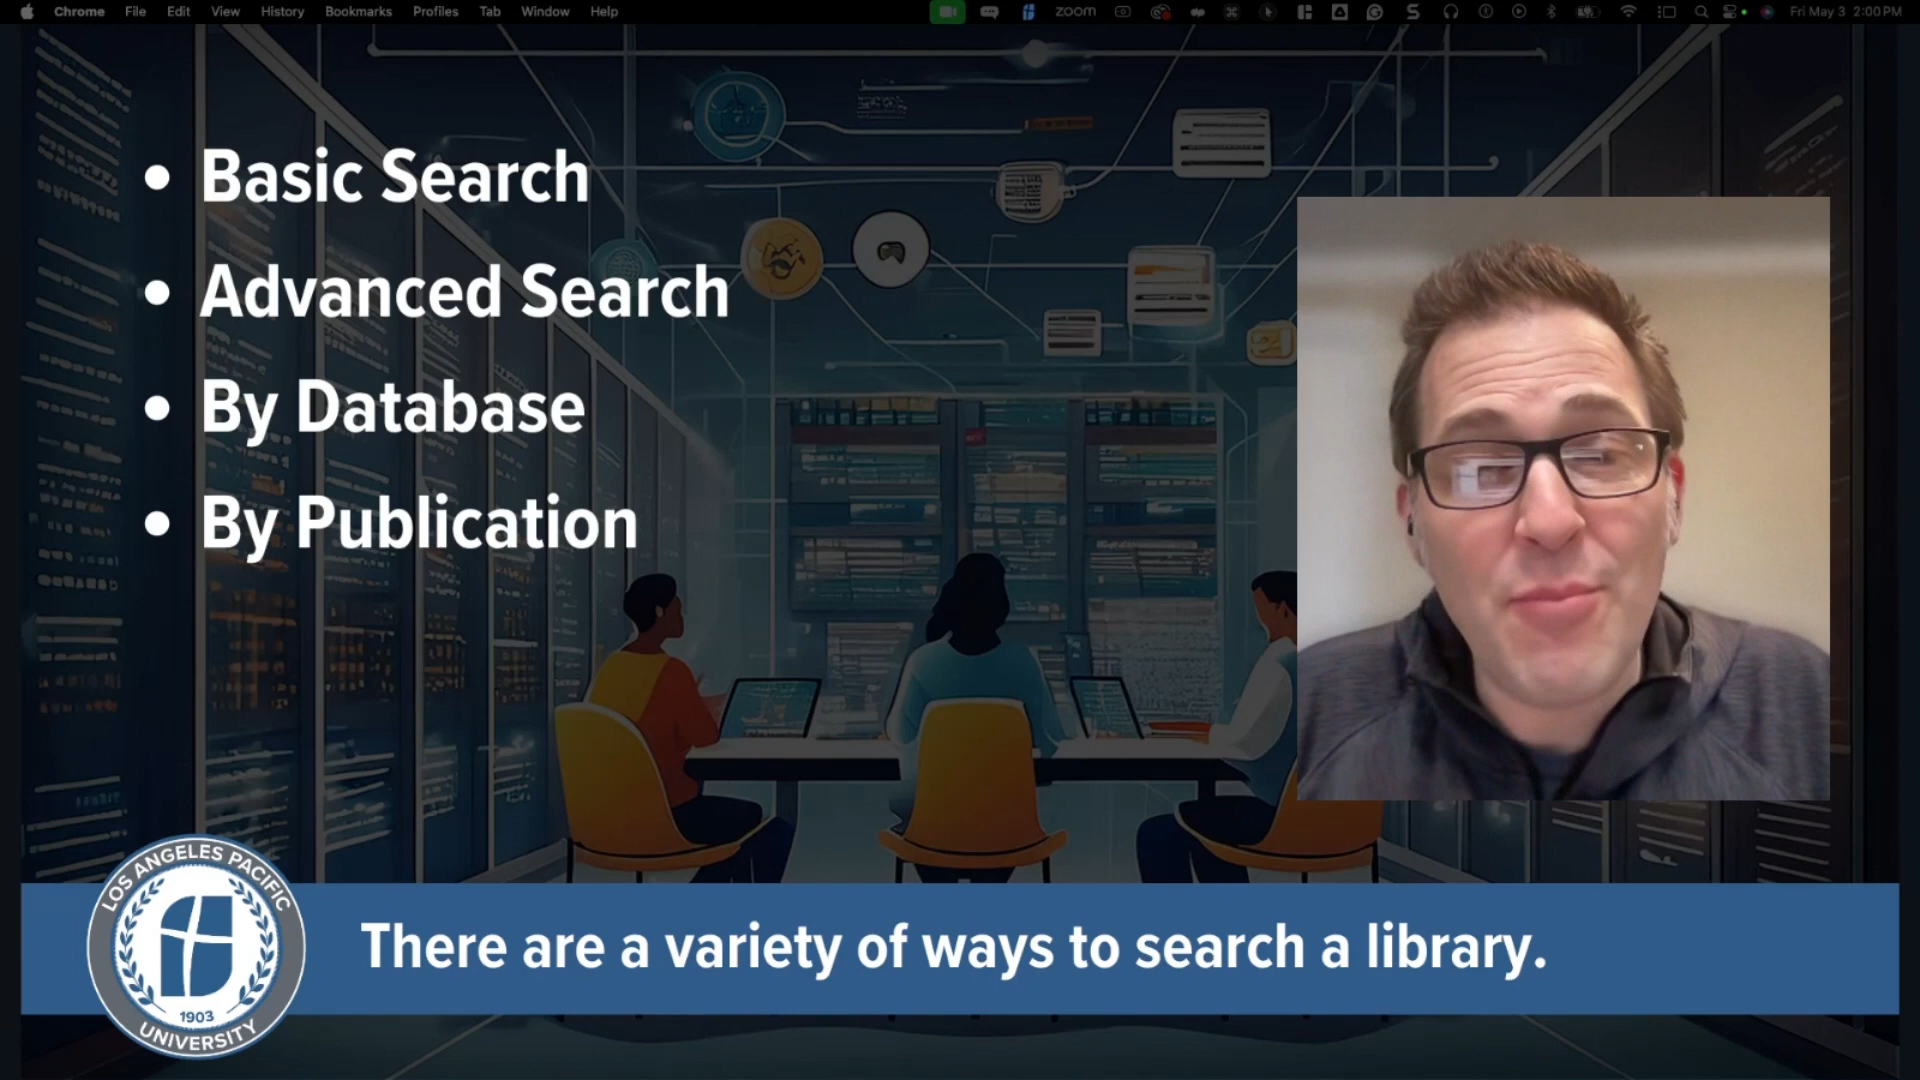 Chrome File Edit View History Bookmarks Profiles Tab Window Help zoom Fri May 3 2:00 PM
• Basic Search
• Advanced Search
• By Database
• By Publication
LOS ANGELES PACIFIC
1903
UNIVERSITY
There are a variety of ways to search a library.